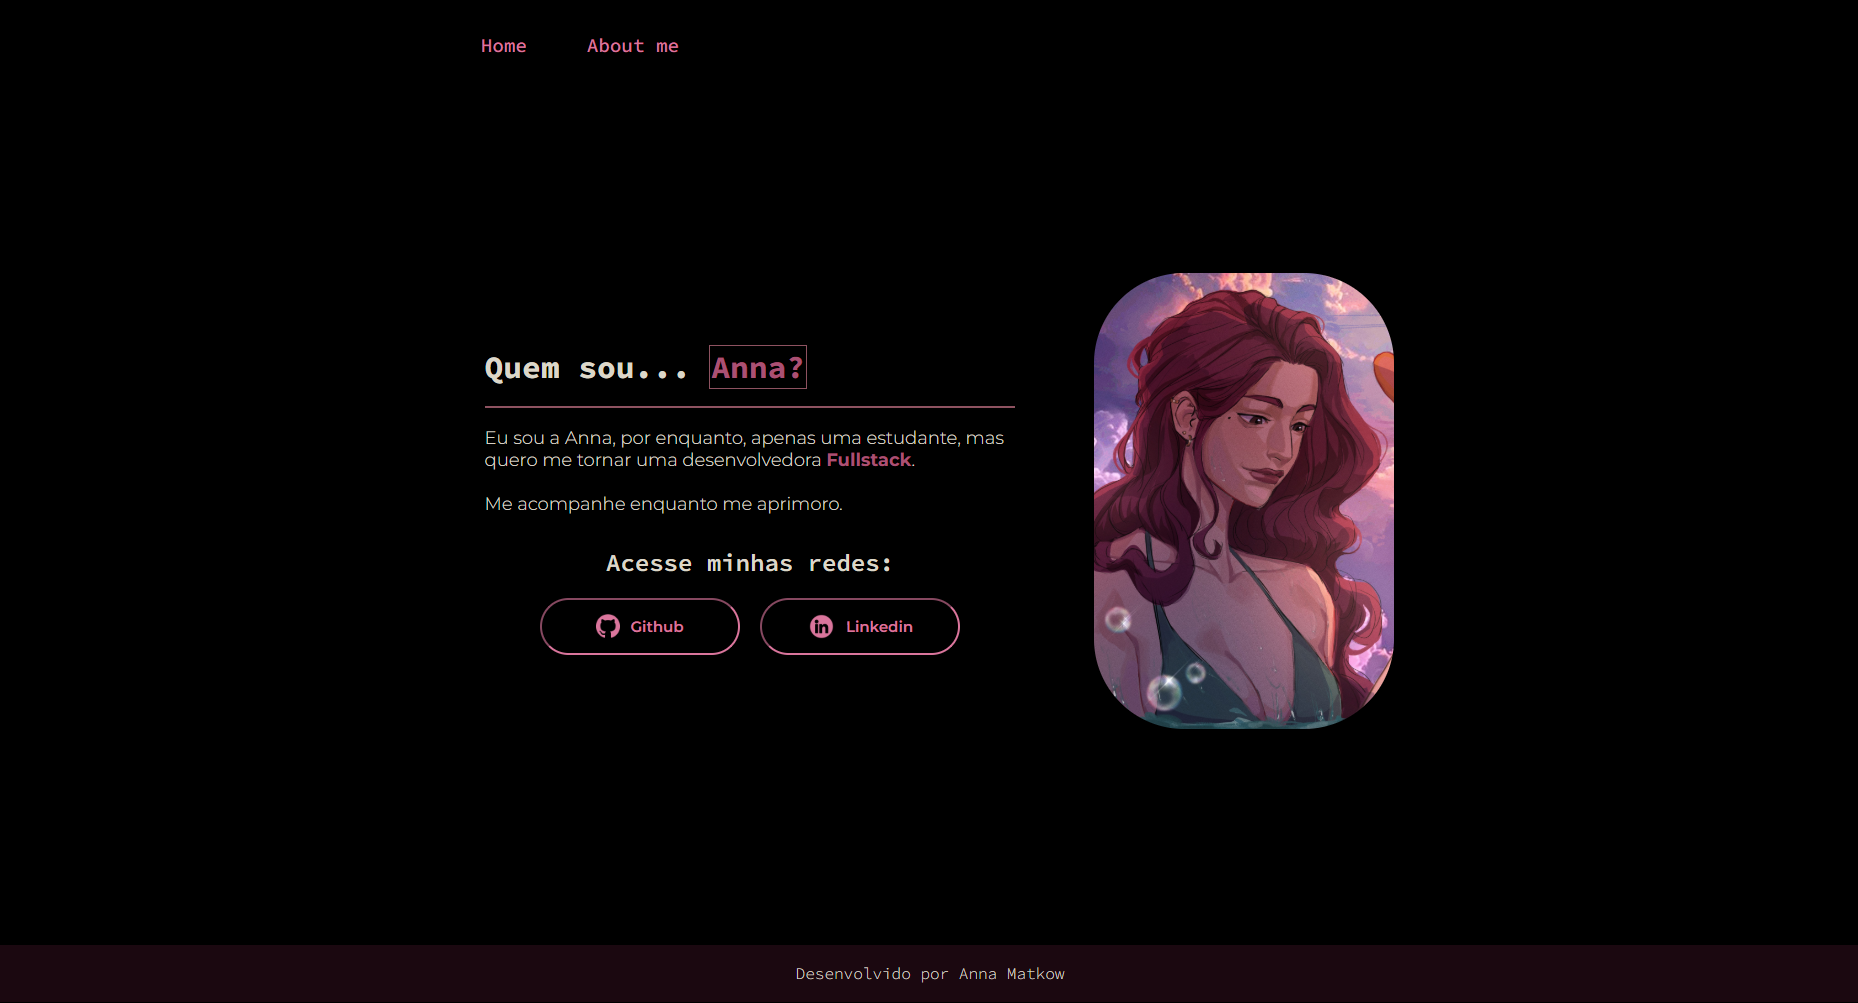 Home About me
Quem sou... Anna?
Eu sou a Anna, por enquanto, apenas uma estudante, mas
quero me tornar uma desenvolvedora Fullstack.
Me acompanhe enquanto me aprimoro.
Acesse minhas redes:
Github Linkedin
Desenvolvido por Anna Matkow